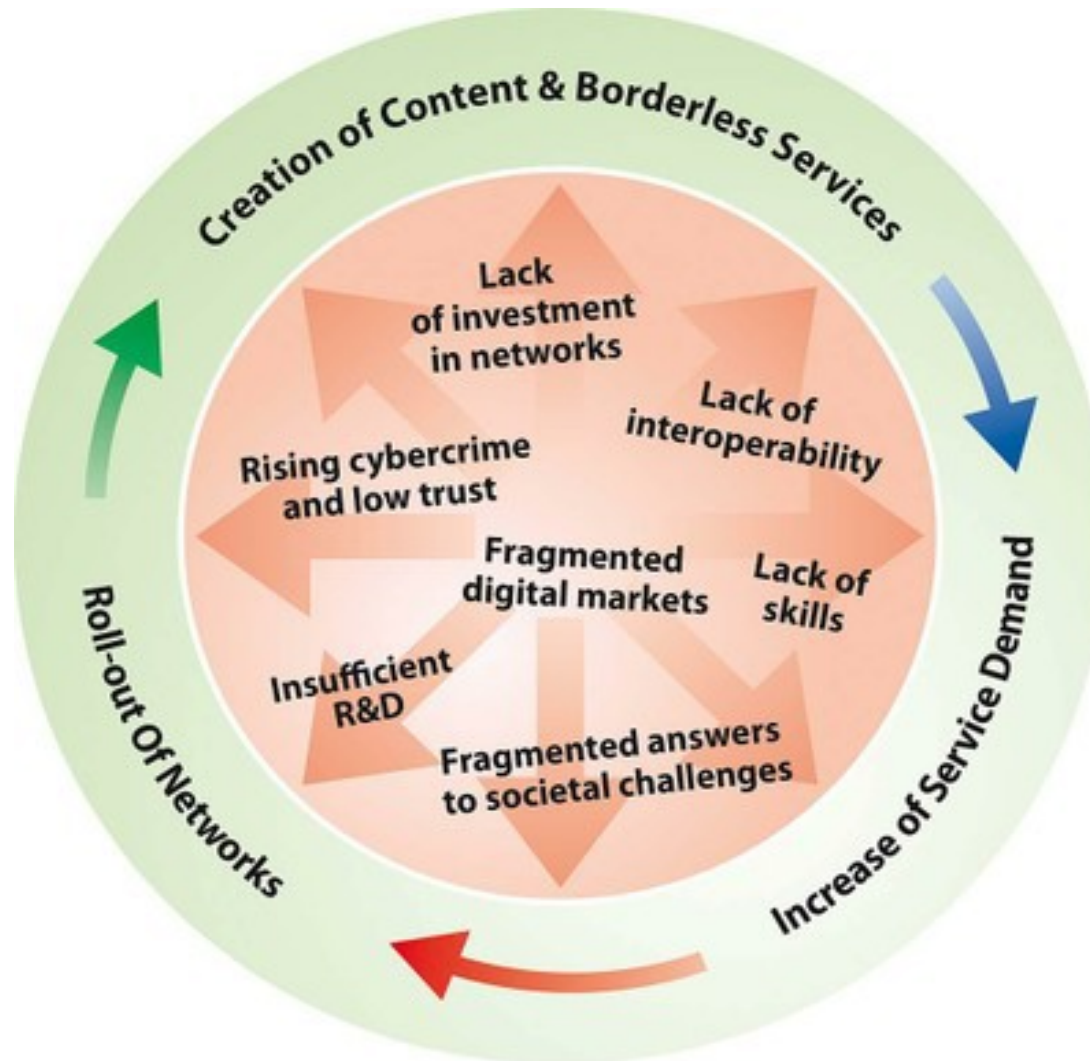 Creation of Content & Borderless Services
Lack
of investment
in networks
Lack of
interoperability
Rising cybercrime
and low trust
Fragmented
digital markets
Lack of
skills
Insufficient
R&D
Fragmented answers
to societal challenges
Increase of Service Demand
Roll-out Of Networks